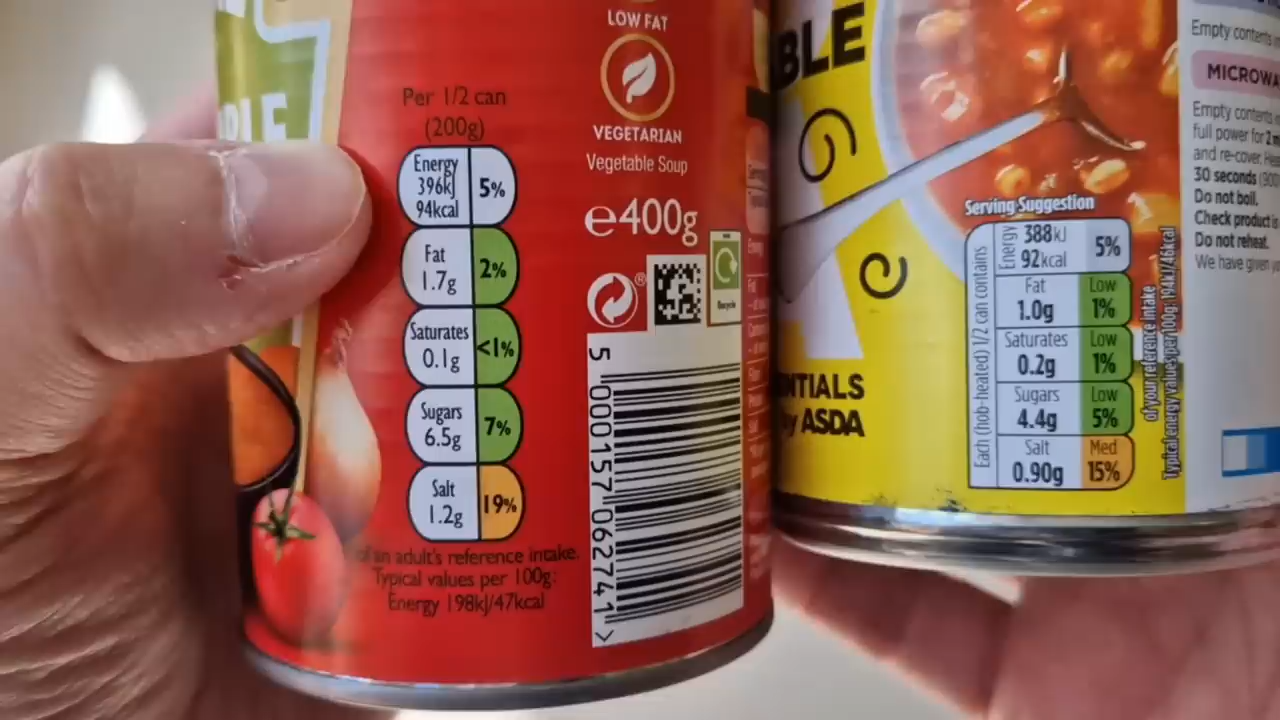 LOW FAT
VEGETARIAN
Vegetable Soup
e400g
Recycle
Per 1/2 can
(200g)
Energy
396kJ
94kcal
5%
Fat
1.7g
2%
Saturates
0.1g
<1%
Sugars
6.5g
7%
Salt
1.2g
19%
of an adult's reference intake.
Typical values per 100g:
Energy 198kJ/47kcal
5 000157 062741 >
BLE
NTIALS
by ASDA
Serving Suggestion
Each (hob-heated) 1/2 can contains
Energy
388kJ
92kcal
5%
Fat
1.0g
Low
1%
Saturates
0.2g
Low
1%
Sugars
4.4g
Low
5%
Salt
0.90g
Med
15%
of your reference intake
Typical energy values per 100g: 194kJ/46kcal
Empty contents
MICROWA
Empty contents
full power for 2
and re-cover. He
30 seconds (900
Do not boil.
Check product is
Do not reheat.
We have given